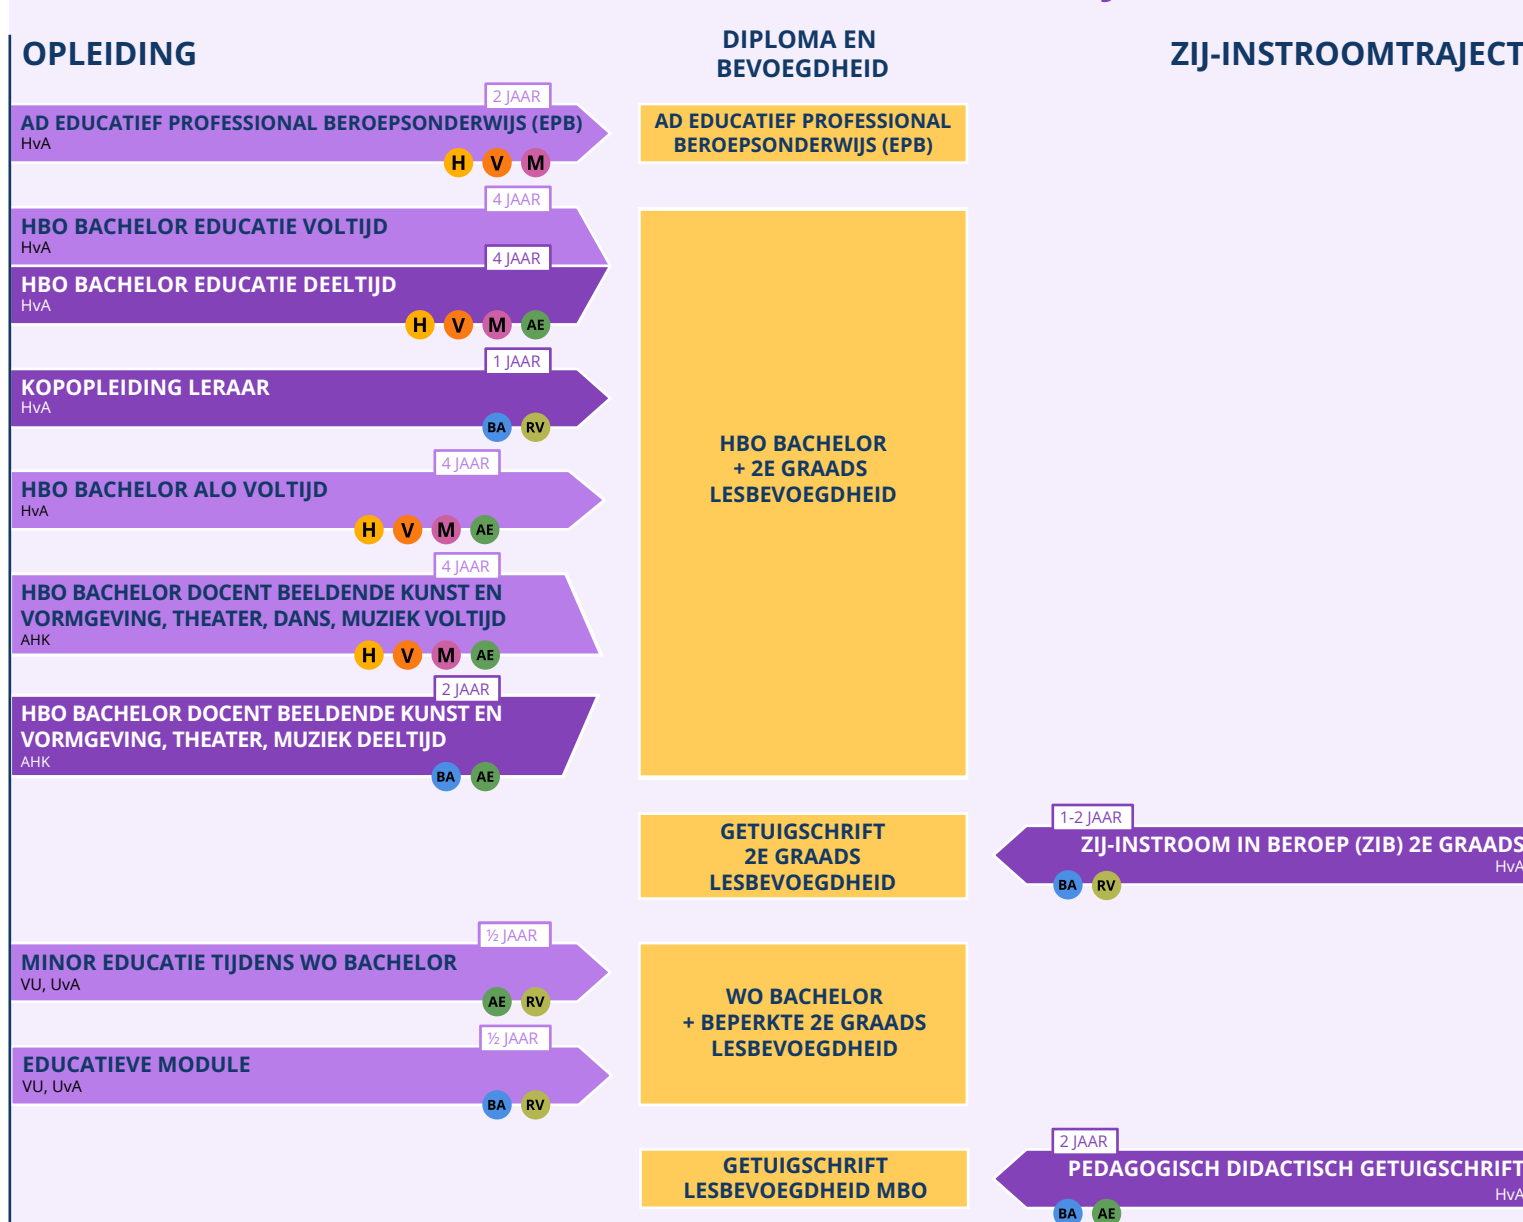 OPLEIDING
DIPLOMA EN
BEVOEGDHEID
ZIJ-INSTROOMTRAJECT
2 JAAR
AD EDUCATIEF PROFESSIONAL BEROEPSONDERWIJS (EPB)
HvA
H V M
AD EDUCATIEF PROFESSIONAL
BEROEPSONDERWIJS (EPB)
4 JAAR
HBO BACHELOR EDUCATIE VOLTIJD
HvA
4 JAAR
HBO BACHELOR EDUCATIE DEELTIJD
HvA
H V M AE
1 JAAR
KOPOPLEIDING LERAAR
HvA
BA RV
4 JAAR
HBO BACHELOR ALO VOLTIJD
HvA
H V M AE
4 JAAR
HBO BACHELOR DOCENT BEELDENDE KUNST EN
VORMGEVING, THEATER, DANS, MUZIEK VOLTIJD
AHK
H V M AE
2 JAAR
HBO BACHELOR DOCENT BEELDENDE KUNST EN
VORMGEVING, THEATER, MUZIEK DEELTIJD
AHK
BA AE
HBO BACHELOR
+ 2E GRAADS
LESBEVOEGDHEID
GETUIGSCHRIFT
2E GRAADS
LESBEVOEGDHEID
1-2 JAAR
ZIJ-INSTROOM IN BEROEP (ZIB) 2E GRAADS
HvA
BA RV
½ JAAR
MINOR EDUCATIE TIJDENS WO BACHELOR
VU, UvA
AE RV
½ JAAR
EDUCATIEVE MODULE
VU, UvA
BA RV
WO BACHELOR
+ BEPERKTE 2E GRAADS
LESBEVOEGDHEID
GETUIGSCHRIFT
LESBEVOEGDHEID MBO
2 JAAR
PEDAGOGISCH DIDACTISCH GETUIGSCHRIFT
HvA
BA AE